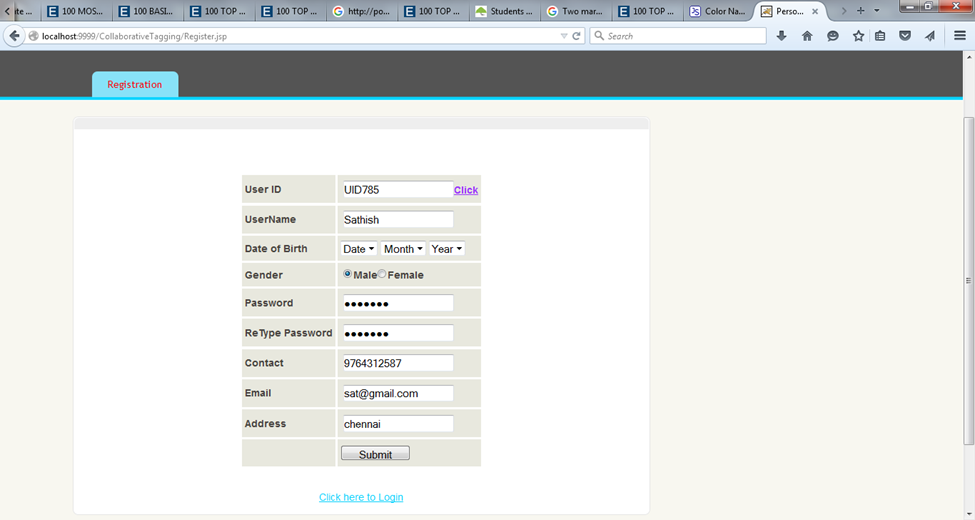 ite ... 100 MOS... 100 BASI... 100 TOP ... 100 TOP ... http://po... 100 TOP ... Students ... Two mar... 100 TOP ... Color Na... Perso...
localhost:9999/CollaborativeTagging/Register.jsp Search
Registration
User ID UID785 Click
UserName Sathish
Date of Birth Date Month Year
Gender Male Female
Password •••••••
ReType Password •••••••
Contact 9764312587
Email sat@gmail.com
Address chennai
Submit
Click here to Login